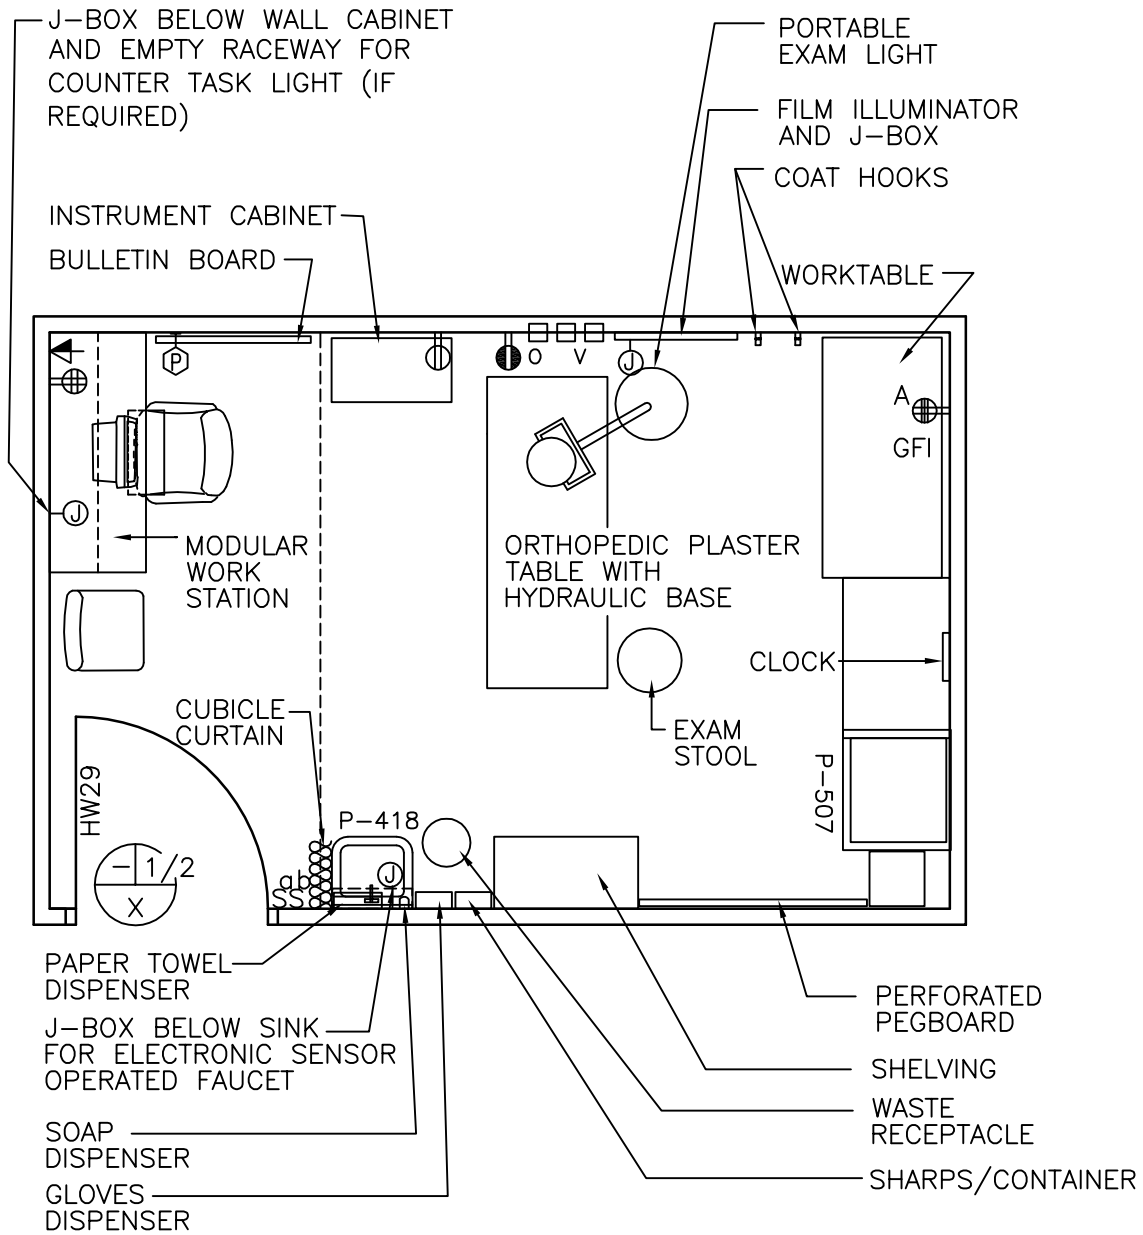 J-BOX BELOW WALL CABINET
AND EMPTY RACEWAY FOR
COUNTER TASK LIGHT (IF
REQUIRED)
PORTABLE
EXAM LIGHT
FILM ILLUMINATOR
AND J-BOX
COAT HOOKS
INSTRUMENT CABINET
BULLETIN BOARD
WORKTABLE
P
O
V
J
A
GFI
J
MODULAR
WORK
STATION
ORTHOPEDIC PLASTER
TABLE WITH
HYDRAULIC BASE
CLOCK
CUBICLE
CURTAIN
EXAM
STOOL
HW29
P-507
P-418
J
- 1/2
X
ab
SS
PAPER TOWEL
DISPENSER
J-BOX BELOW SINK
FOR ELECTRONIC SENSOR
OPERATED FAUCET
SOAP
DISPENSER
GLOVES
DISPENSER
PERFORATED
PEGBOARD
SHELVING
WASTE
RECEPTACLE
SHARPS/CONTAINER